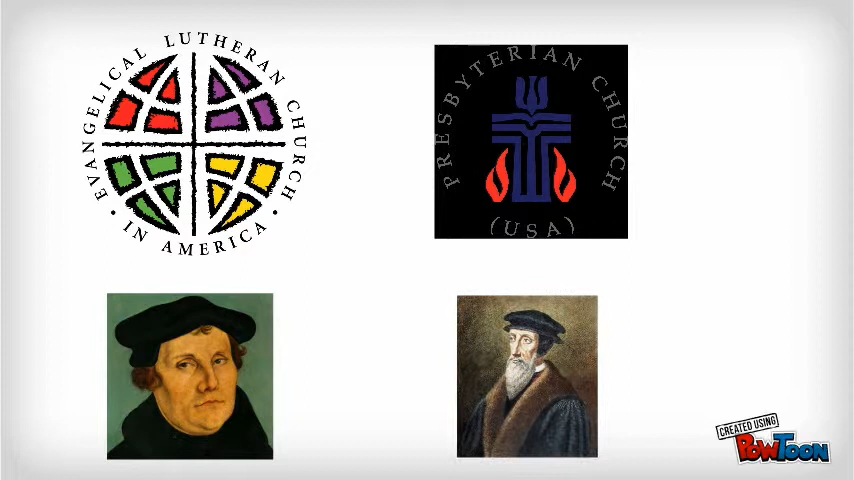 EVANGELICAL LUTHERAN CHURCH
• IN AMERICA •
PRESBYTERIAN CHURCH
(USA)
CREATED USING
POWTOON